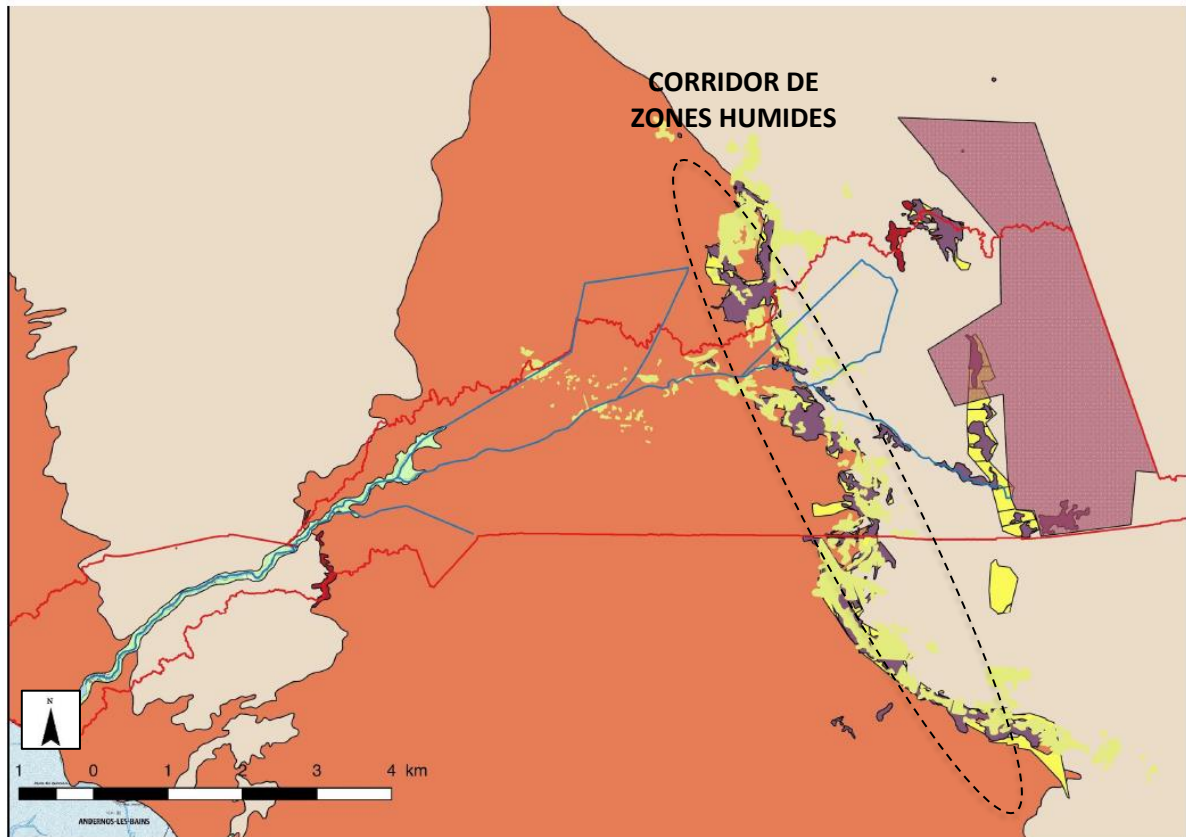 CORRIDOR DE
ZONES HUMIDES
N
1 0 1 2 3 4 km
ANDERNOS-LES-BAINS